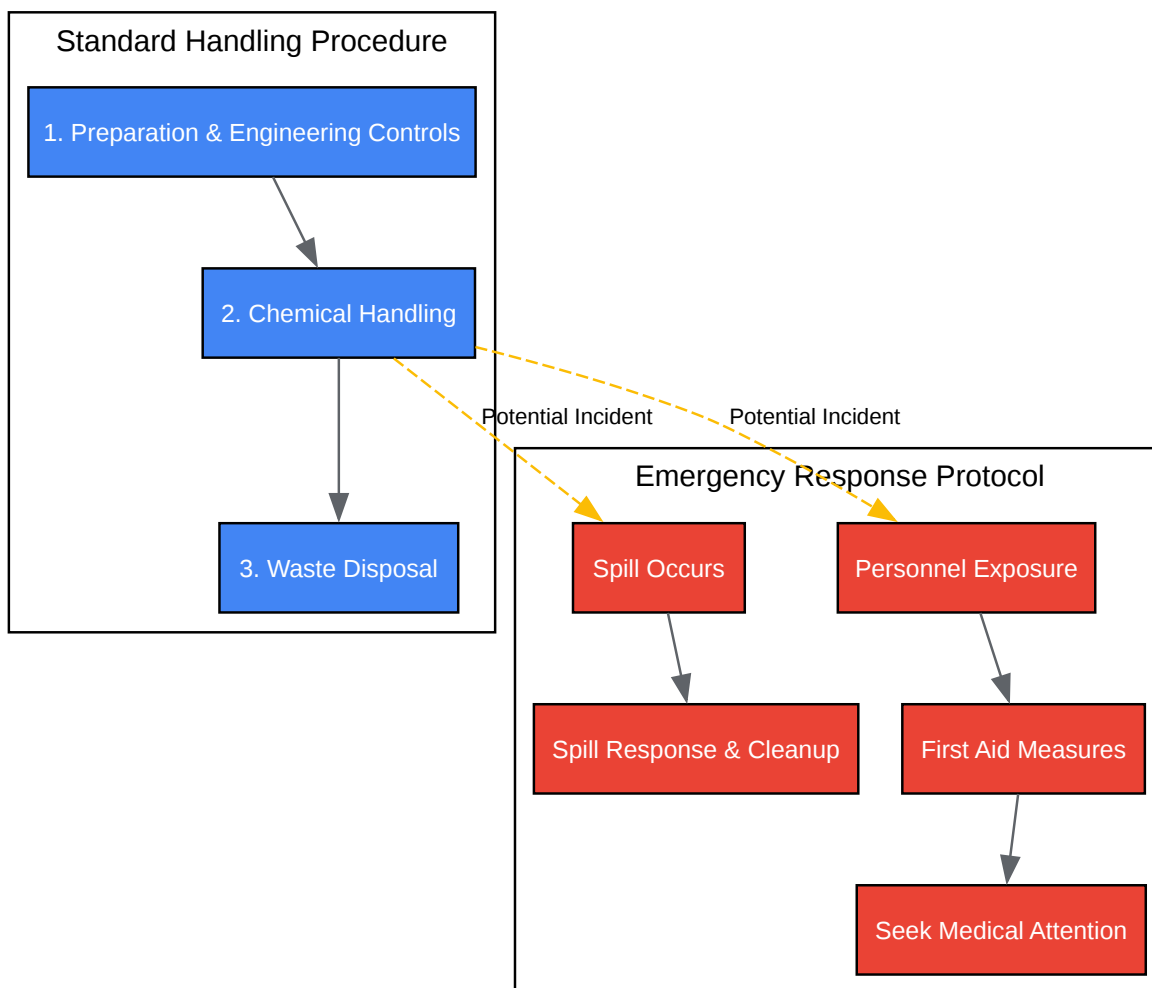 Standard Handling Procedure
1. Preparation & Engineering Controls
2. Chemical Handling
Potential Incident
Potential Incident
Emergency Response Protocol
3. Waste Disposal
Spill Occurs
Personnel Exposure
Spill Response & Cleanup
First Aid Measures
Seek Medical Attention